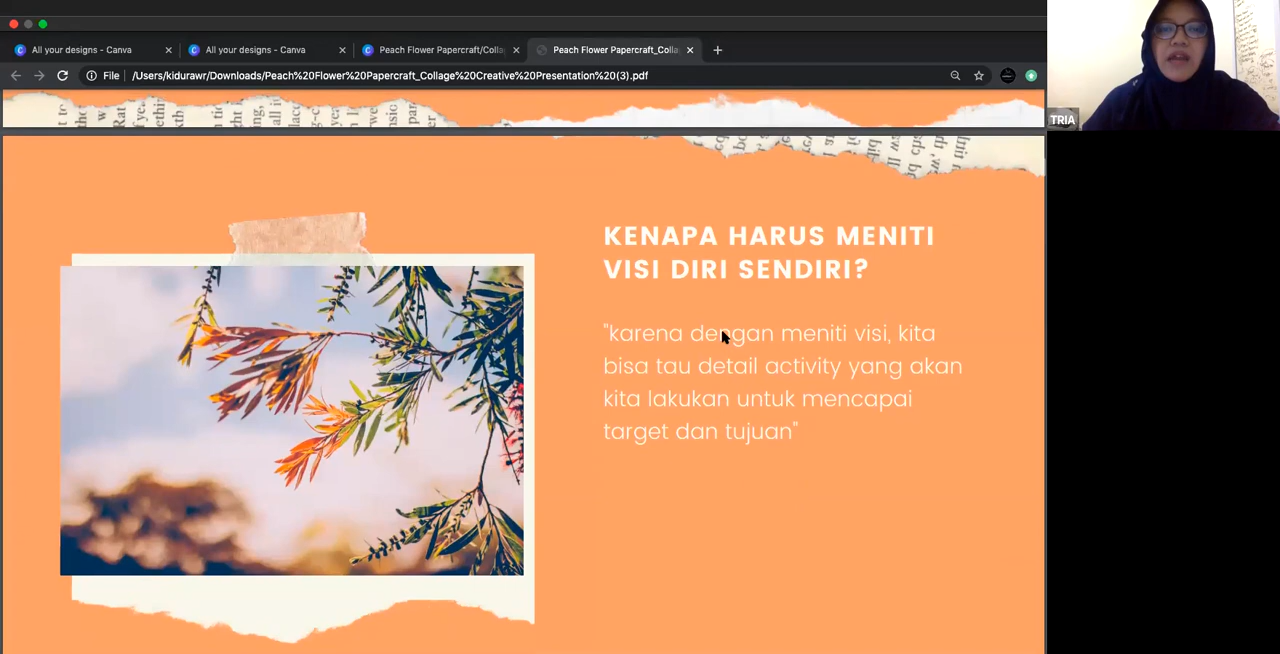 All your designs - Canva
All your designs - Canva
Peach Flower Papercraft/Colla
Peach Flower Papercraft_Colla
File
/Users/kidurawr/Downloads/Peach%20Flower%20Papercraft_Collage%20Creative%20Presentation%20(3).pdf
TRIA
KENAPA HARUS MENITI
VISI DIRI SENDIRI?
"karena dengan meniti visi, kita
bisa tau detail activity yang akan
kita lakukan untuk mencapai
target dan tujuan"